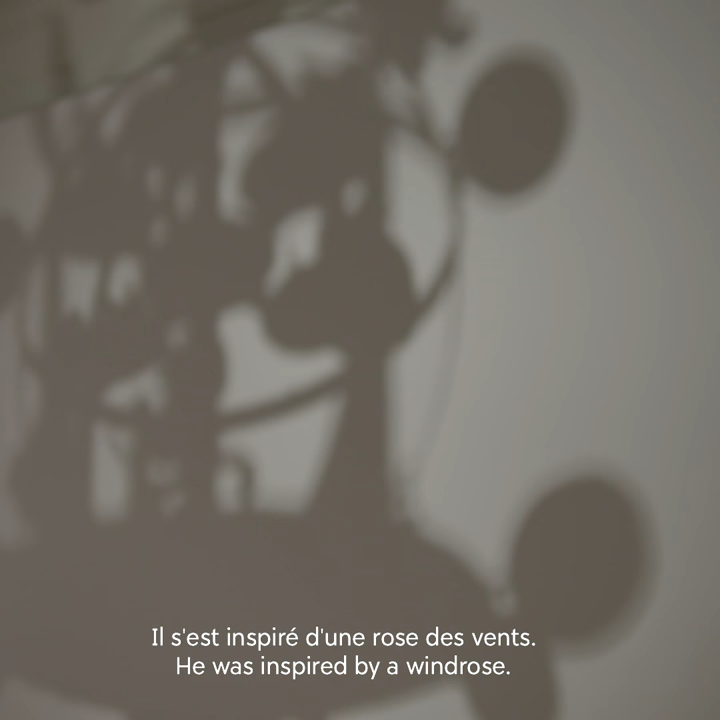 Il s'est inspiré d'une rose des vents.
He was inspired by a windrose.